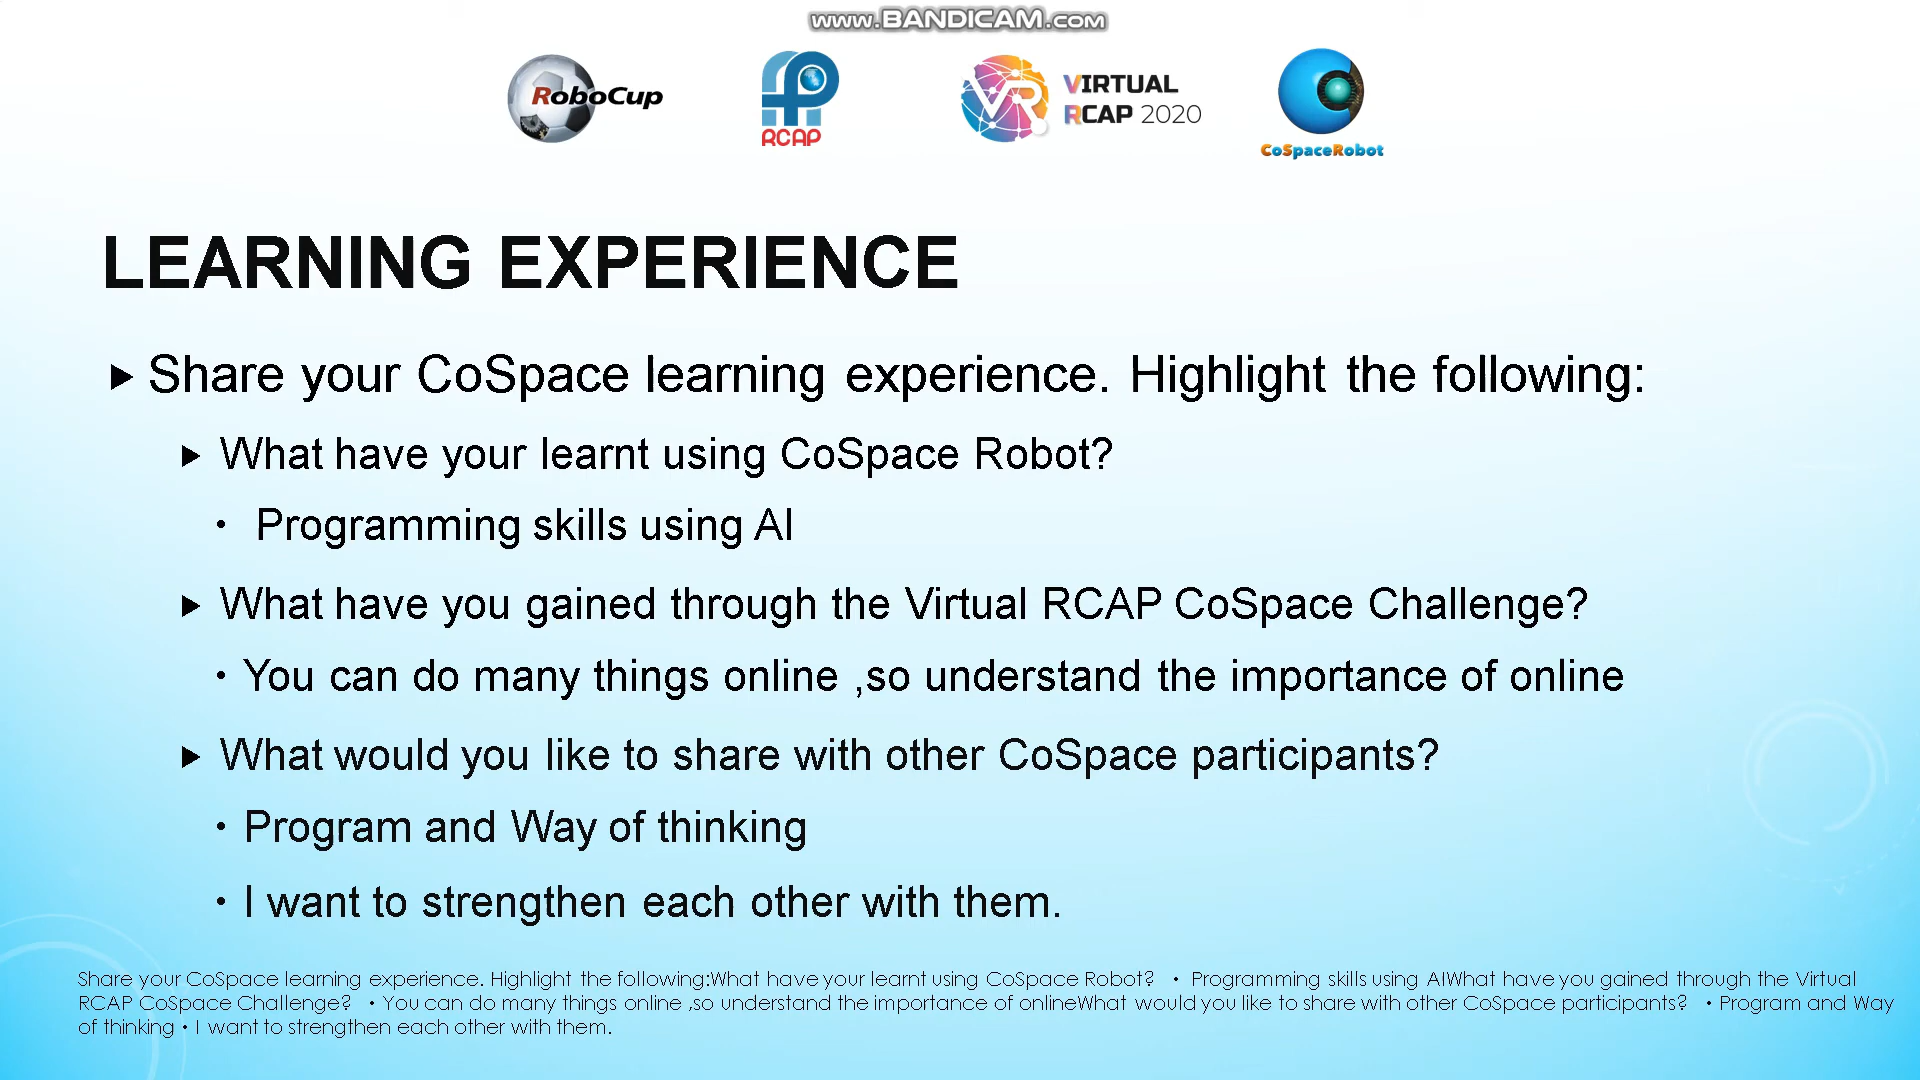 www.BANDICAM.com
RoboCup
RCAP
VR
VIRTUAL
RCAP 2020
CoSpaceRobot
LEARNING EXPERIENCE
Share your CoSpace learning experience. Highlight the following:
What have your learnt using CoSpace Robot?
• Programming skills using AI
What have you gained through the Virtual RCAP CoSpace Challenge?
• You can do many things online ,so understand the importance of online
What would you like to share with other CoSpace participants?
• Program and Way of thinking
• I want to strengthen each other with them.
Share your CoSpace learning experience. Highlight the following:What have your learnt using CoSpace Robot? • Programming skills using AIWhat have you gained through the Virtual
RCAP CoSpace Challenge? • You can do many things online ,so understand the importance of onlineWhat would you like to share with other CoSpace participants? • Program and Way
of thinking • I want to strengthen each other with them.